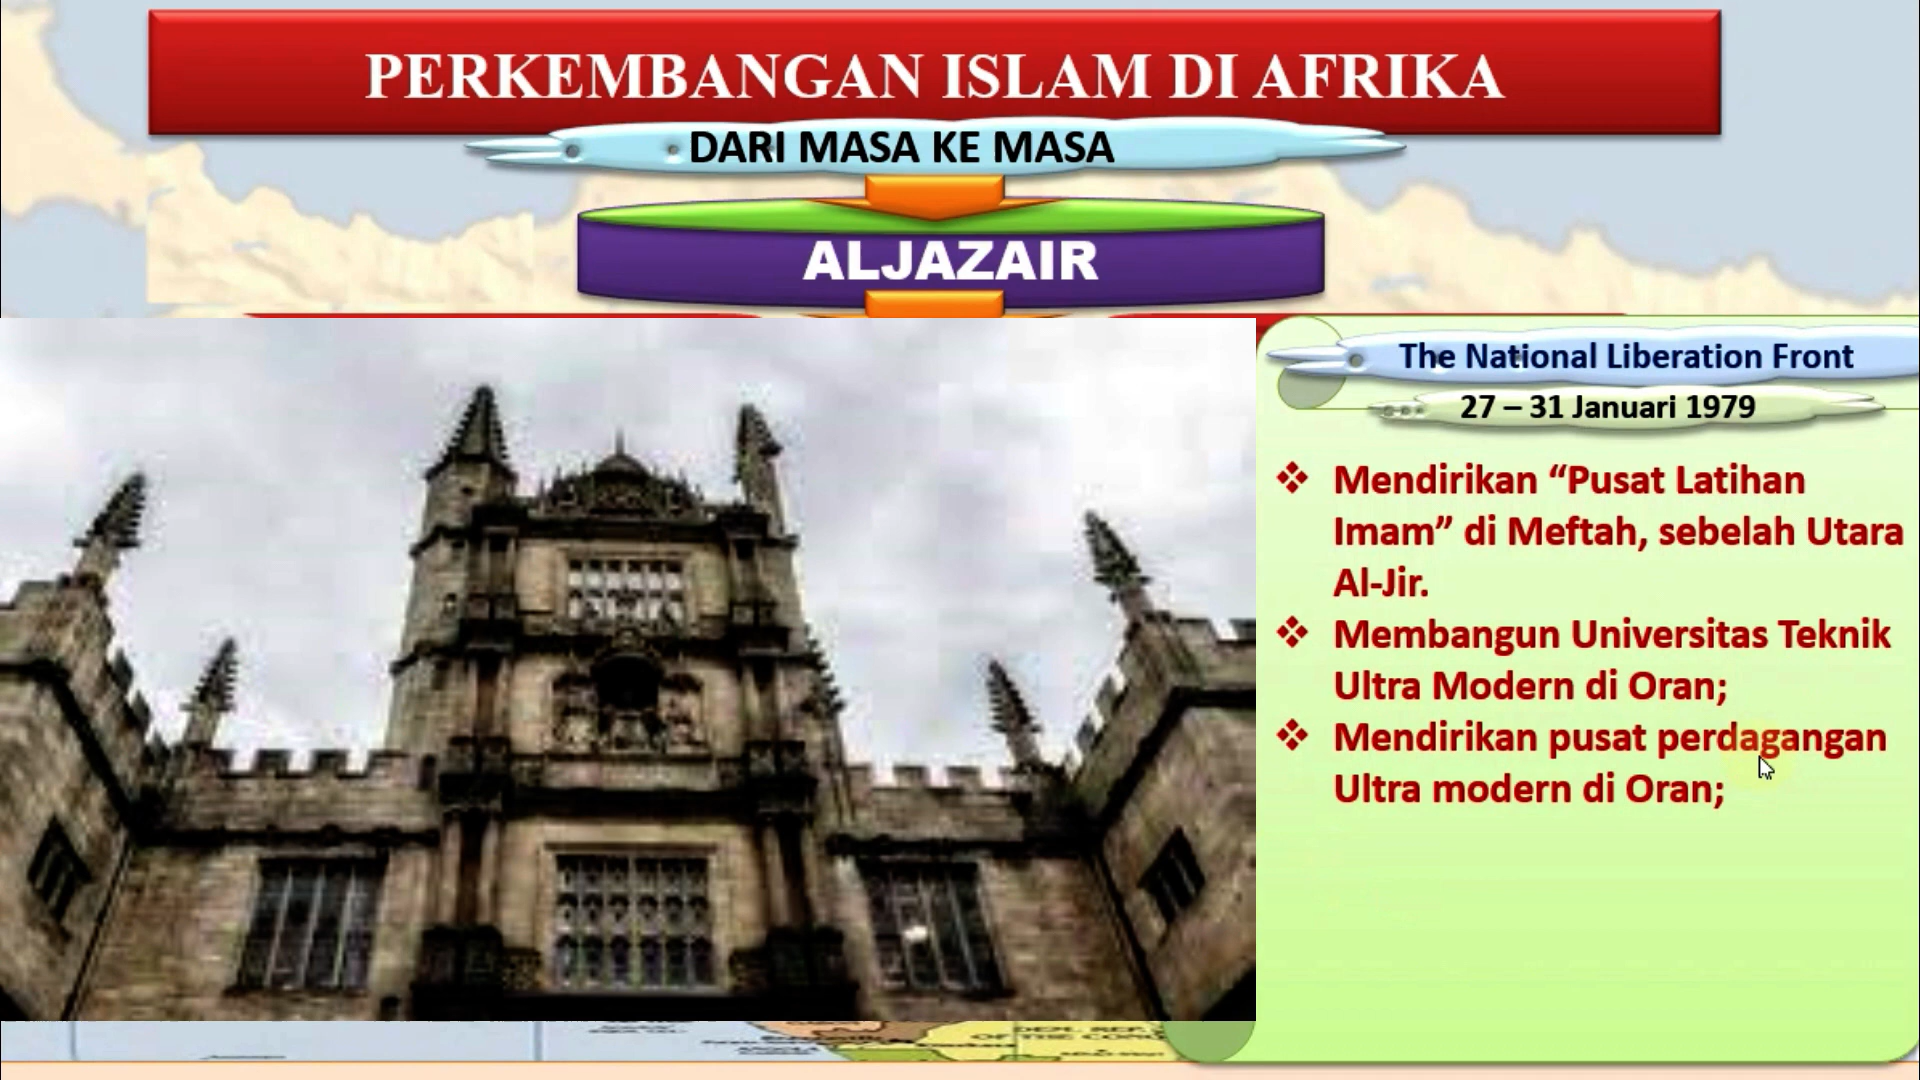 PERKEMBANGAN ISLAM DI AFRIKA
DARI MASA KE MASA
ALJAZAIR
The National Liberation Front
27 – 31 Januari 1979
❖ Mendirikan “Pusat Latihan
Imam” di Meftah, sebelah Utara
Al-Jir.
❖ Membangun Universitas Teknik
Ultra Modern di Oran;
❖ Mendirikan pusat perdagangan
Ultra modern di Oran;